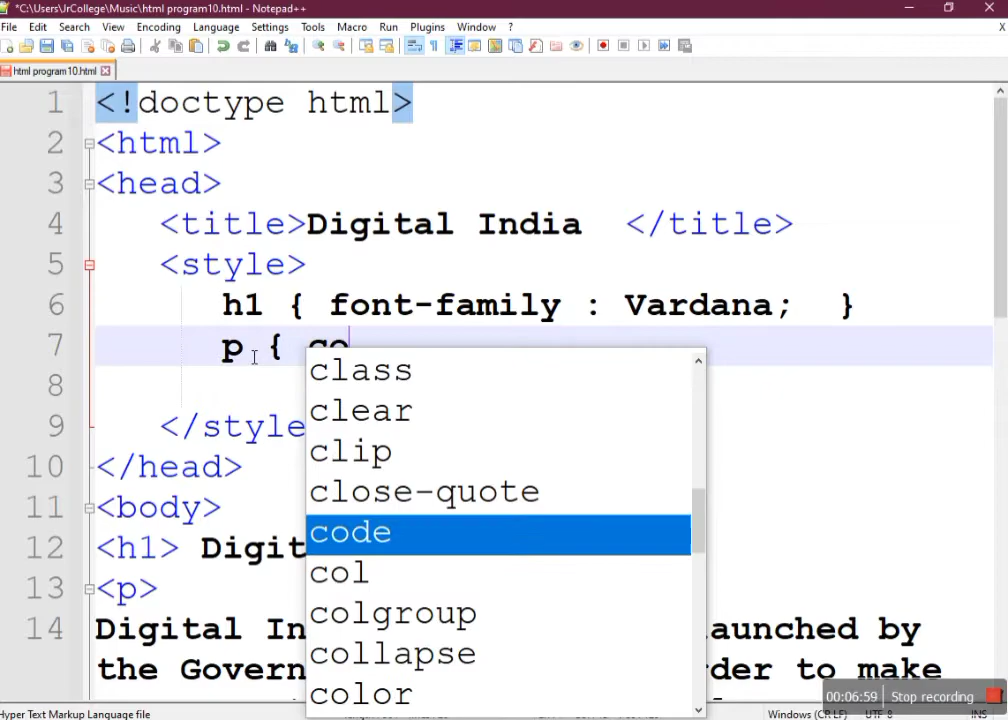 *C:\Users\JrCollege\Music\html program10.html - Notepad++
File Edit Search View Encoding Language Settings Tools Macro Run Plugins Window ?
html program10.html
1 <!doctype html>
2 <html>
3 <head>
4 <title>Digital India </title>
5 <style>
6 h1 { font-family : Vardana; }
7 p { co
class
8 clear
9 </style clip
10 </head> close-quote
11 <body>
12 <h1> Digit code
13 <p> col
colgroup
14 Digital In aunched by
collapse
the Govern rder to make
color
00:06:59 Stop recording
Hyper Text Markup Language file Windows (CR LF) UTF-8 INS